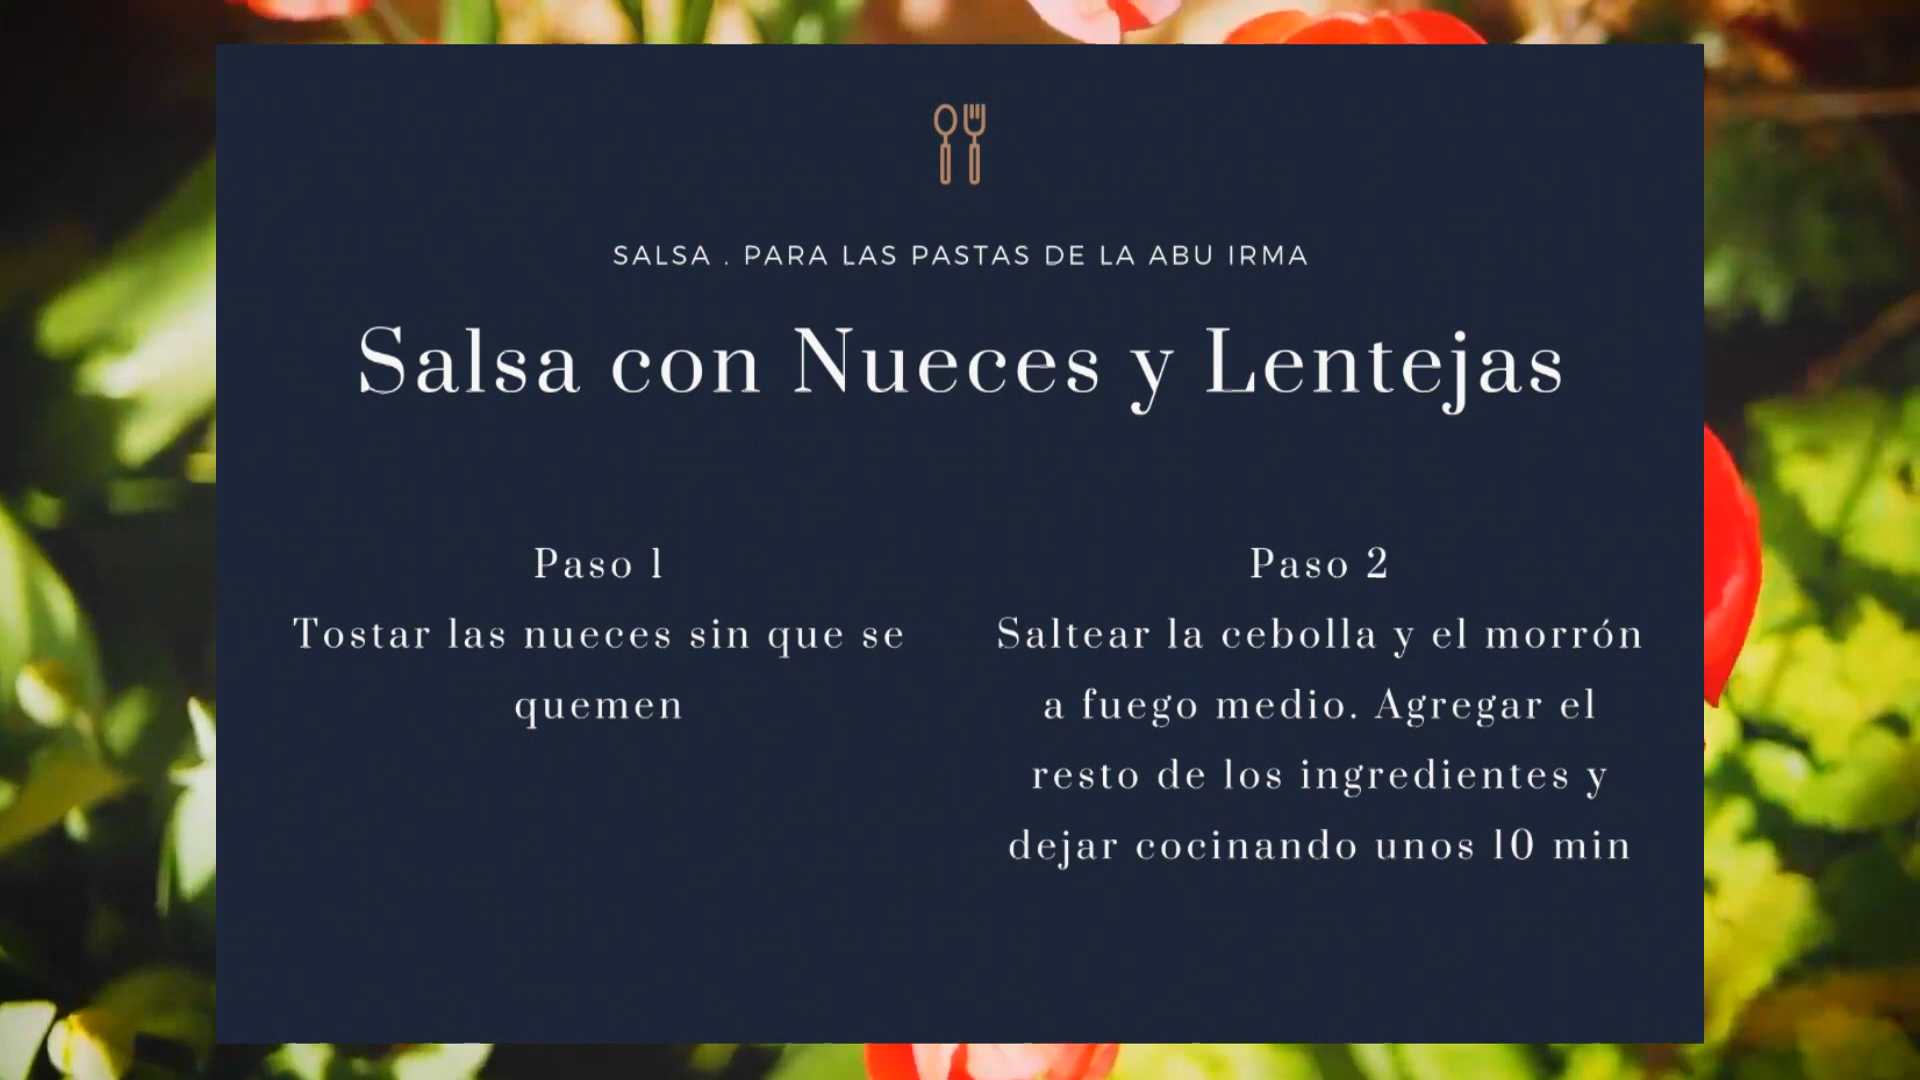 SALSA . PARA LAS PASTAS DE LA ABU IRMA
Salsa con Nueces y Lentejas
Paso 1
Tostar las nueces sin que se
quemen
Paso 2
Saltear la cebolla y el morrón
a fuego medio. Agregar el
resto de los ingredientes y
dejar cocinando unos 10 min